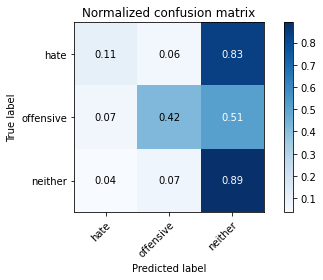 Normalized confusion matrix
True label
hate 0.11 0.06 0.83
offensive 0.07 0.42 0.51
neither 0.04 0.07 0.89
hate offensive neither
Predicted label
0.8
0.7
0.6
0.5
0.4
0.3
0.2
0.1